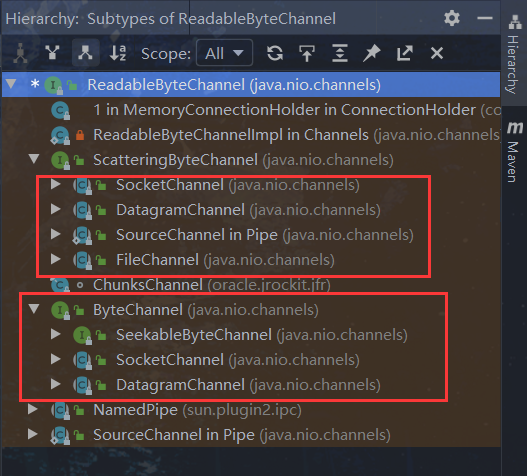 Hierarchy: Subtypes of ReadableByteChannel
Scope: All
* ReadableByteChannel (java.nio.channels)
1 in MemoryConnectionHolder in ConnectionHolder (co
ReadableByteChannelImpl in Channels (java.nio.channels)
ScatteringByteChannel (java.nio.channels)
SocketChannel (java.nio.channels)
DatagramChannel (java.nio.channels)
SourceChannel in Pipe (java.nio.channels)
FileChannel (java.nio.channels)
ChunksChannel (oracle.jrockit.jfr)
ByteChannel (java.nio.channels)
SeekableByteChannel (java.nio.channels)
SocketChannel (java.nio.channels)
DatagramChannel (java.nio.channels)
NamedPipe (sun.plugin2.ipc)
SourceChannel in Pipe (java.nio.channels)
Hierarchy
m Maven